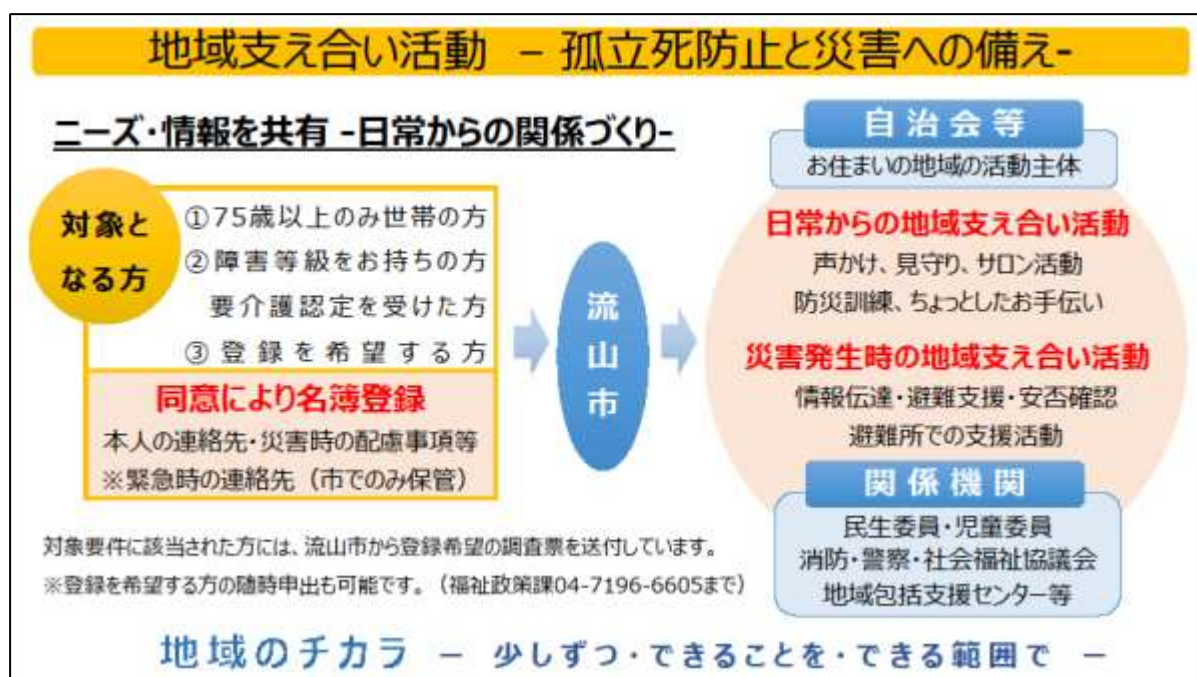 地域支え合い活動 － 孤立死防止と災害への備え-
ニーズ・情報を共有 -日常からの関係づくり-
対象と
なる方
①75歳以上のみ世帯の方
②障害等級をお持ちの方
要介護認定を受けた方
③登録を希望する方
同意により名簿登録
本人の連絡先・災害時の配慮事項等
※緊急時の連絡先（市でのみ保管）
流山市
自治会等
お住まいの地域の活動主体
日常からの地域支え合い活動
声かけ、見守り、サロン活動
防災訓練、ちょっとしたお手伝い
災害発生時の地域支え合い活動
情報伝達・避難支援・安否確認
避難所での支援活動
関係機関
民生委員・児童委員
消防・警察・社会福祉協議会
地域包括支援センター等
対象要件に該当された方には、流山市から登録希望の調査票を送付しています。
※登録を希望する方の随時申出も可能です。（福祉政策課04-7196-6605まで）
地域のチカラ － 少しずつ・できることを・できる範囲で －